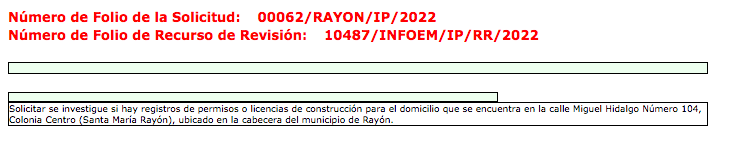 Número de Folio de la Solicitud: 00062/RAYON/IP/2022
Número de Folio de Recurso de Revisión: 10487/INFOEM/IP/RR/2022
Solicitar se investigue si hay registros de permisos o licencias de construcción para el domicilio que se encuentra en la calle Miguel Hidalgo Número 104,
Colonia Centro (Santa María Rayón), ubicado en la cabecera del municipio de Rayón.